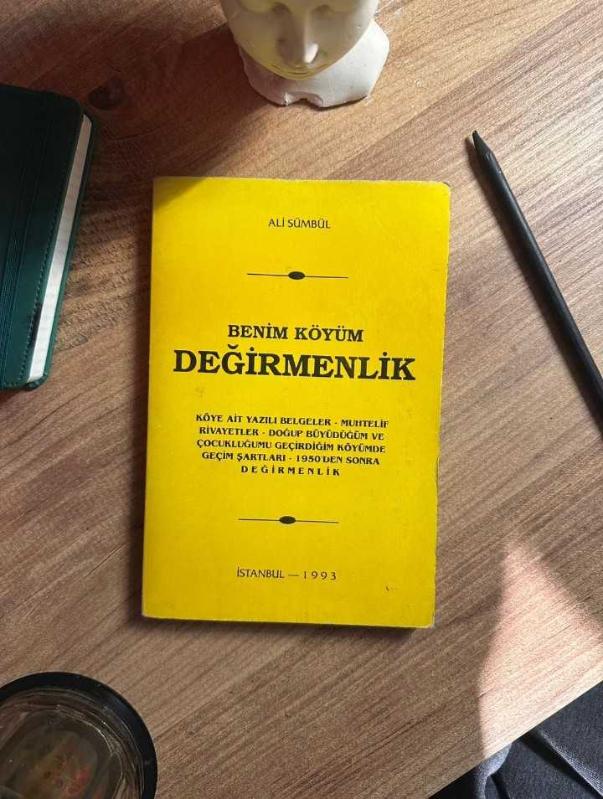 ALİ SÜMBÜL
BENİM KÖYÜM
DEĞİRMENLİK
KÖYE AİT YAZILI BELGELER - MUHTELİF
RİVAYETLER - DOĞUP BÜYÜDÜĞÜM VE
ÇOCUKLUĞUMU GEÇİRDİĞİM KÖYÜMDE
GEÇİM ŞARTLARI - 1950'DEN SONRA
DEĞİRMENLİK
İSTANBUL — 1993